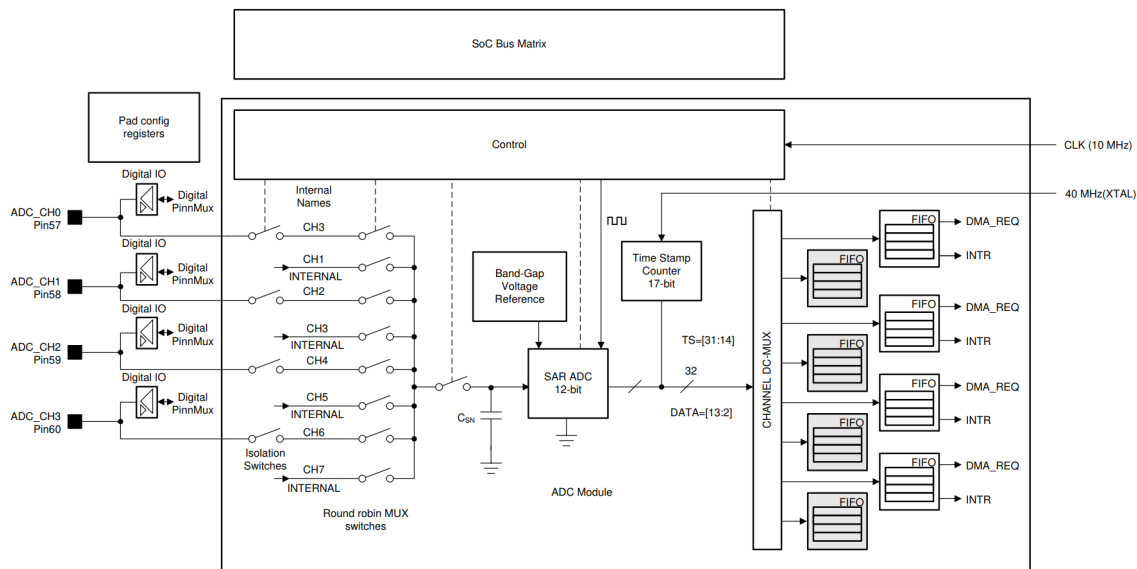 SoC Bus Matrix
Pad config
registers
Control
CLK (10 MHz)
40 MHz(XTAL)
Digital IO
Digital
PinnMux
ADC_CH0
Pin57
Internal
Names
CH3
CH1
INTERNAL
Digital IO
Digital
PinnMux
ADC_CH1
Pin58
CH2
Digital IO
Digital
PinnMux
ADC_CH2
Pin59
CH3
INTERNAL
CH4
Digital IO
Digital
PinnMux
ADC_CH3
Pin60
CH5
INTERNAL
CH6
Isolation
Switches
CH7
INTERNAL
Round robin MUX
switches
Band-Gap
Voltage
Reference
Time Stamp
Counter
17-bit
TS=[31:14]
SAR ADC
12-bit
32
DATA=[13:2]
CSN
ADC Module
CHANNEL DC-MUX
FIFO
DMA_REQ
INTR
FIFO
FIFO
DMA_REQ
INTR
FIFO
FIFO
DMA_REQ
INTR
FIFO
FIFO
DMA_REQ
INTR
FIFO